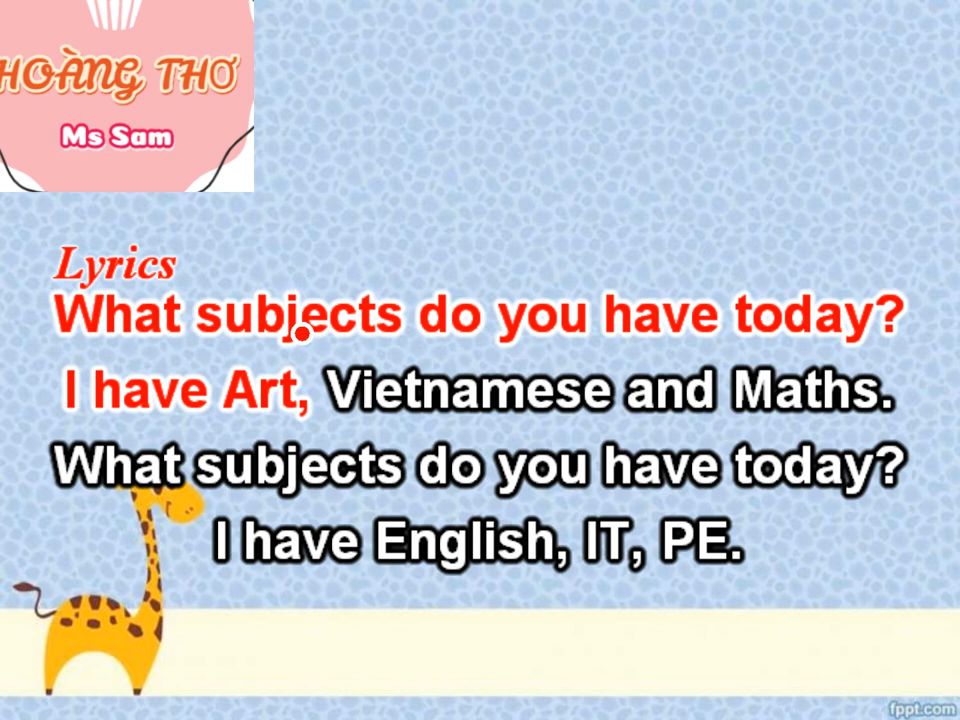 HOÀNG THƠ
Ms Sam
Lyrics
What subjects do you have today?
I have Art, Vietnamese and Maths.
What subjects do you have today?
I have English, IT, PE.
fppt.com